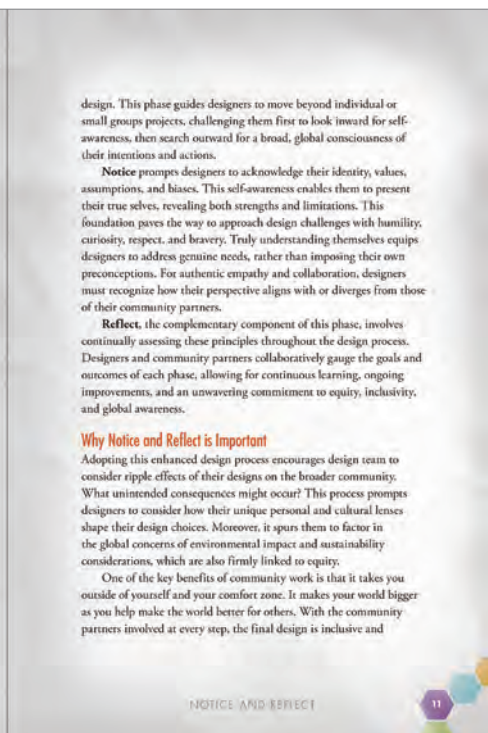 design. This phase guides designers to move beyond individual or
small groups projects, challenging them first to look inward for self-
awareness, then search outward for a broad, global consciousness of
their intentions and actions.
Notice prompts designers to acknowledge their identity, values,
assumptions, and biases. This self-awareness enables them to present
their true selves, revealing both strengths and limitations. This
foundation paves the way to approach design challenges with humility,
curiosity, respect, and bravery. Truly understanding themselves equips
designers to address genuine needs, rather than imposing their own
preconceptions. For authentic empathy and collaboration, designers
must recognize how their perspective aligns with or diverges from those
of their community partners.
Reflect, the complementary component of this phase, involves
continually assessing these principles throughout the design process.
Designers and community partners collaboratively gauge the goals and
outcomes of each phase, allowing for continuous learning, ongoing
improvements, and an unwavering commitment to equity, inclusivity,
and global awareness.
Why Notice and Reflect is Important
Adopting this enhanced design process encourages design team to
consider ripple effects of their designs on the broader community.
What unintended consequences might occur? This process prompts
designers to consider how their unique personal and cultural lenses
shape their design choices. Moreover, it spurs them to factor in
the global concerns of environmental impact and sustainability
considerations, which are also firmly linked to equity.
One of the key benefits of community work is that it takes you
outside of yourself and your comfort zone. It makes your world bigger
as you help make the world better for others. With the community
partners involved at every step, the final design is inclusive and
NOTICE AND REFLECT
11